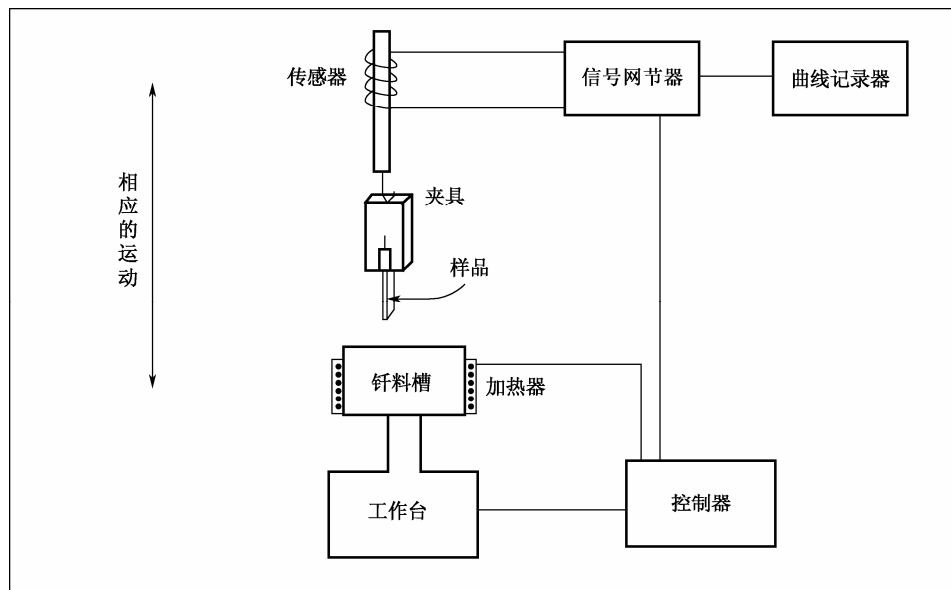 传感器
信号网节器
曲线记录器
相应的运动
夹具
样品
钎料槽
加热器
工作台
控制器